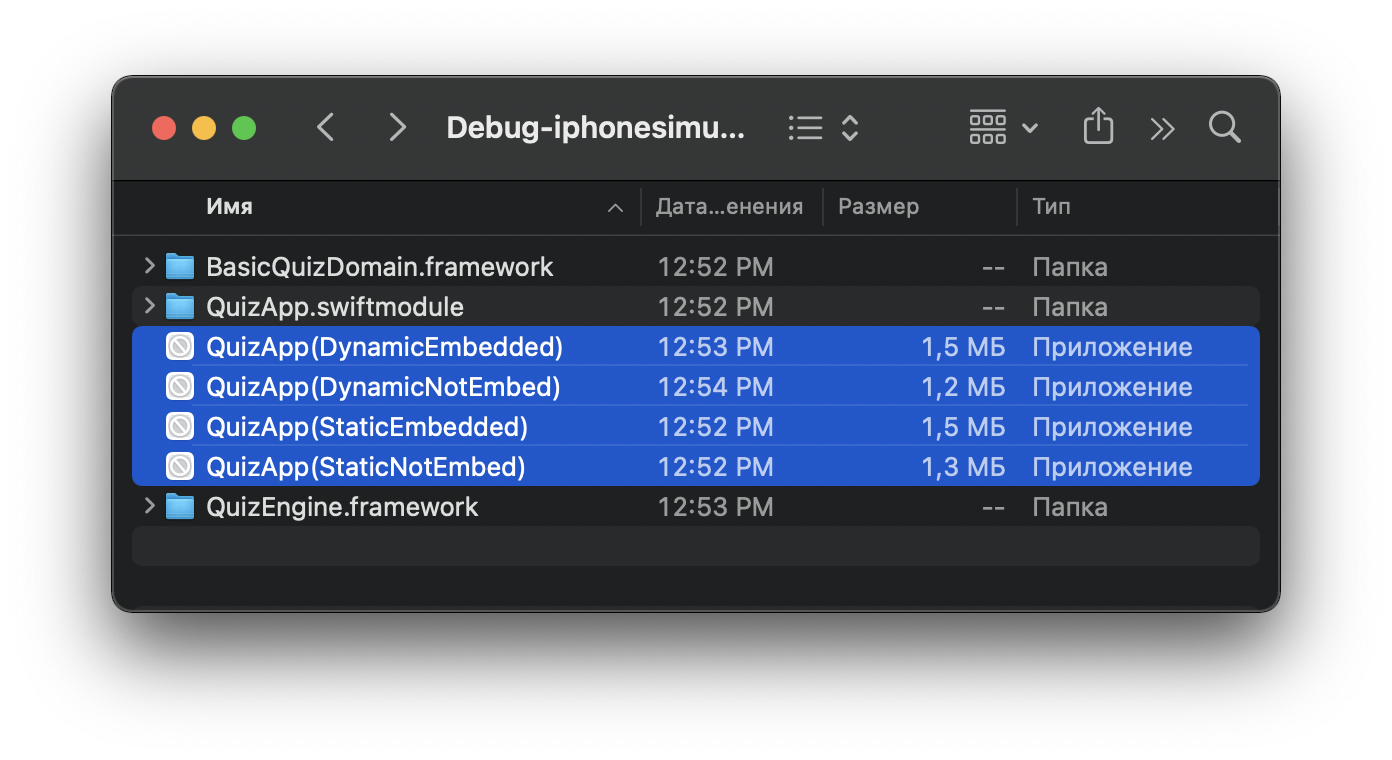 Debug-iphonesimu...
Имя Дата...енения Размер Тип
BasicQuizDomain.framework 12:52 PM -- Папка
QuizApp.swiftmodule 12:52 PM -- Папка
QuizApp(DynamicEmbedded) 12:53 PM 1,5 МБ Приложение
QuizApp(DynamicNotEmbed) 12:54 PM 1,2 МБ Приложение
QuizApp(StaticEmbedded) 12:52 PM 1,5 МБ Приложение
QuizApp(StaticNotEmbed) 12:52 PM 1,3 МБ Приложение
QuizEngine.framework 12:53 PM -- Папка